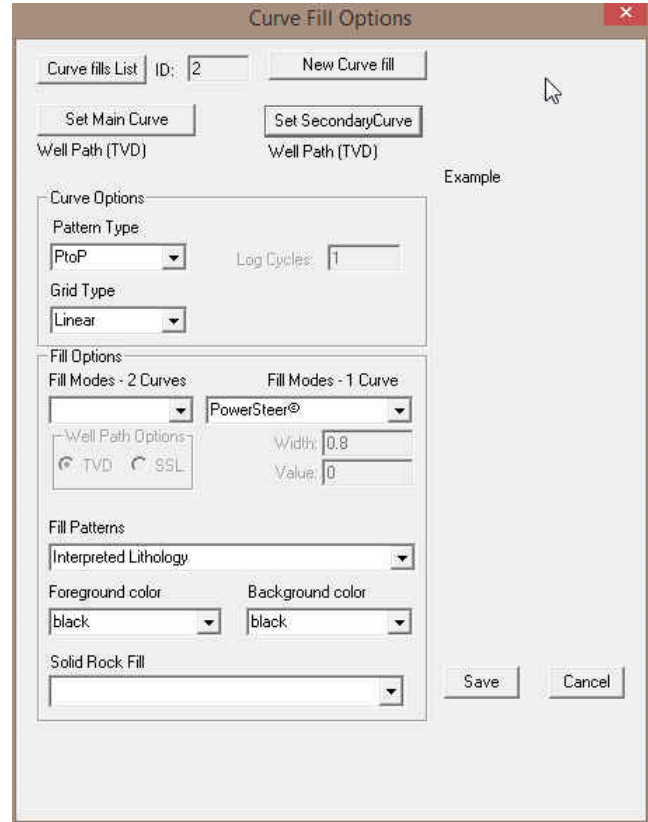 Curve Fill Options
Curve fills List ID: 2 New Curve fill
Set Main Curve Set SecondaryCurve
Well Path (TVD) Well Path (TVD)
Example
Curve Options
Pattern Type
PtoP Log Cycles: 1
Grid Type
Linear
Fill Options
Fill Modes - 2 Curves Fill Modes - 1 Curve
PowerSteer©
Well Path Options Width: 0.8
TVD SSL Value: 0
Fill Patterns
Interpreted Lithology
Foreground color Background color
black black
Solid Rock Fill
Save Cancel